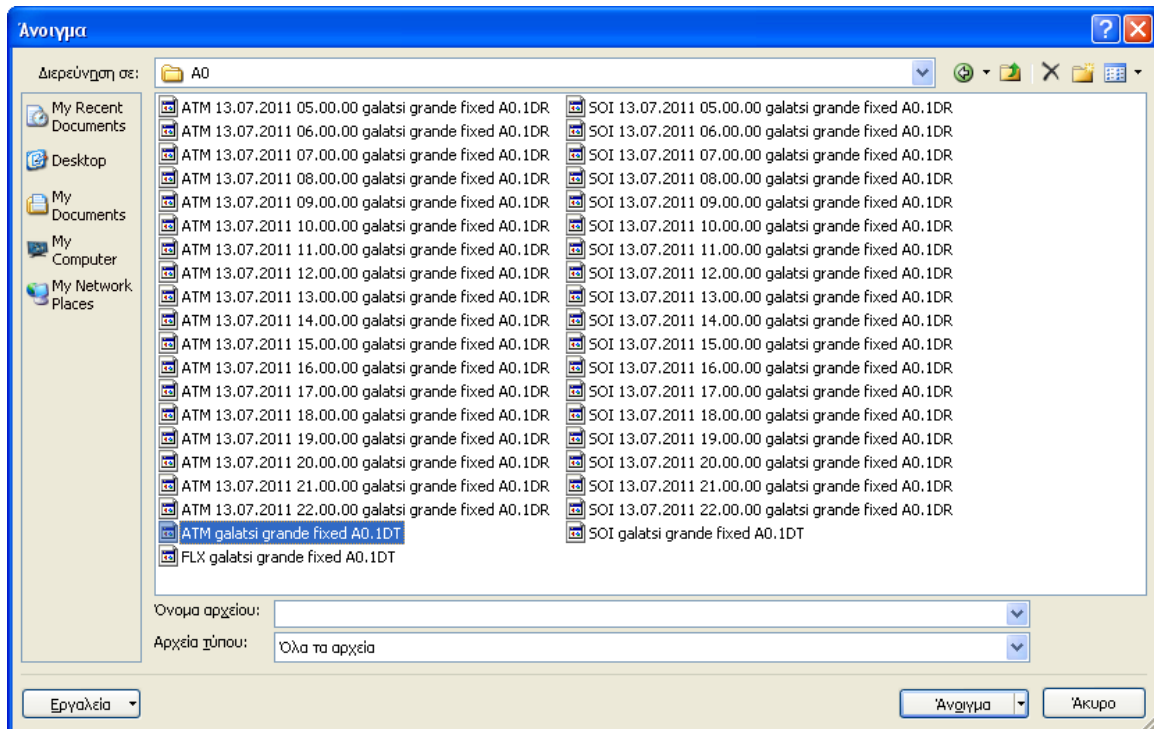 Άνοιγμα
Διερεύνηση σε:
A0
My Recent
Documents
Desktop
My
Documents
My
Computer
My Network
Places
ATM 13.07.2011 05.00.00 galatsi grande fixed A0.1DR
ATM 13.07.2011 06.00.00 galatsi grande fixed A0.1DR
ATM 13.07.2011 07.00.00 galatsi grande fixed A0.1DR
ATM 13.07.2011 08.00.00 galatsi grande fixed A0.1DR
ATM 13.07.2011 09.00.00 galatsi grande fixed A0.1DR
ATM 13.07.2011 10.00.00 galatsi grande fixed A0.1DR
ATM 13.07.2011 11.00.00 galatsi grande fixed A0.1DR
ATM 13.07.2011 12.00.00 galatsi grande fixed A0.1DR
ATM 13.07.2011 13.00.00 galatsi grande fixed A0.1DR
ATM 13.07.2011 14.00.00 galatsi grande fixed A0.1DR
ATM 13.07.2011 15.00.00 galatsi grande fixed A0.1DR
ATM 13.07.2011 16.00.00 galatsi grande fixed A0.1DR
ATM 13.07.2011 17.00.00 galatsi grande fixed A0.1DR
ATM 13.07.2011 18.00.00 galatsi grande fixed A0.1DR
ATM 13.07.2011 19.00.00 galatsi grande fixed A0.1DR
ATM 13.07.2011 20.00.00 galatsi grande fixed A0.1DR
ATM 13.07.2011 21.00.00 galatsi grande fixed A0.1DR
ATM 13.07.2011 22.00.00 galatsi grande fixed A0.1DR
ATM galatsi grande fixed A0.1DT
FLX galatsi grande fixed A0.1DT
SOI 13.07.2011 05.00.00 galatsi grande fixed A0.1DR
SOI 13.07.2011 06.00.00 galatsi grande fixed A0.1DR
SOI 13.07.2011 07.00.00 galatsi grande fixed A0.1DR
SOI 13.07.2011 08.00.00 galatsi grande fixed A0.1DR
SOI 13.07.2011 09.00.00 galatsi grande fixed A0.1DR
SOI 13.07.2011 10.00.00 galatsi grande fixed A0.1DR
SOI 13.07.2011 11.00.00 galatsi grande fixed A0.1DR
SOI 13.07.2011 12.00.00 galatsi grande fixed A0.1DR
SOI 13.07.2011 13.00.00 galatsi grande fixed A0.1DR
SOI 13.07.2011 14.00.00 galatsi grande fixed A0.1DR
SOI 13.07.2011 15.00.00 galatsi grande fixed A0.1DR
SOI 13.07.2011 16.00.00 galatsi grande fixed A0.1DR
SOI 13.07.2011 17.00.00 galatsi grande fixed A0.1DR
SOI 13.07.2011 18.00.00 galatsi grande fixed A0.1DR
SOI 13.07.2011 19.00.00 galatsi grande fixed A0.1DR
SOI 13.07.2011 20.00.00 galatsi grande fixed A0.1DR
SOI 13.07.2011 21.00.00 galatsi grande fixed A0.1DR
SOI 13.07.2011 22.00.00 galatsi grande fixed A0.1DR
SOI galatsi grande fixed A0.1DT
Όνομα αρχείου:
Αρχεία τύπου:
Όλα τα αρχεία
Εργαλεία
Άνοιγμα
Άκυρο